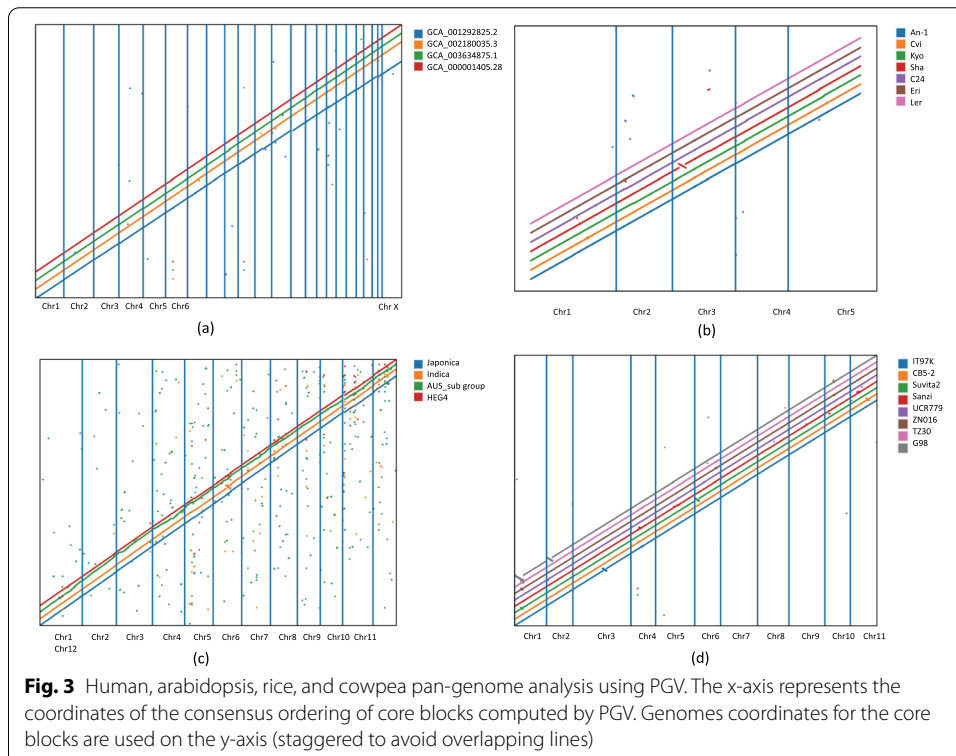 GCA_001292825.2
GCA_002180035.3
GCA_003634875.1
GCA_000001405.28
Chr1 Chr2 Chr3 Chr4 Chr5 Chr6 Chr X
(a)
An-1
Cvi
Kyo
Sha
C24
Eri
Ler
Chr1 Chr2 Chr3 Chr4 Chr5
(b)
Japonica
Indica
AUS_sub group
HEG4
Chr1 Chr2 Chr3 Chr4 Chr5 Chr6 Chr7 Chr8 Chr9 Chr10 Chr11
Chr12
(c)
IT97K
CB5-2
Suvita2
Sanzi
UCR779
ZN016
TZ30
G98
Chr1 Chr2 Chr3 Chr4 Chr5 Chr6 Chr7 Chr8 Chr9 Chr10 Chr11
(d)
Fig. 3 Human, arabidopsis, rice, and cowpea pan-genome analysis using PGV. The x-axis represents the
coordinates of the consensus ordering of core blocks computed by PGV. Genomes coordinates for the core
blocks are used on the y-axis (staggered to avoid overlapping lines)